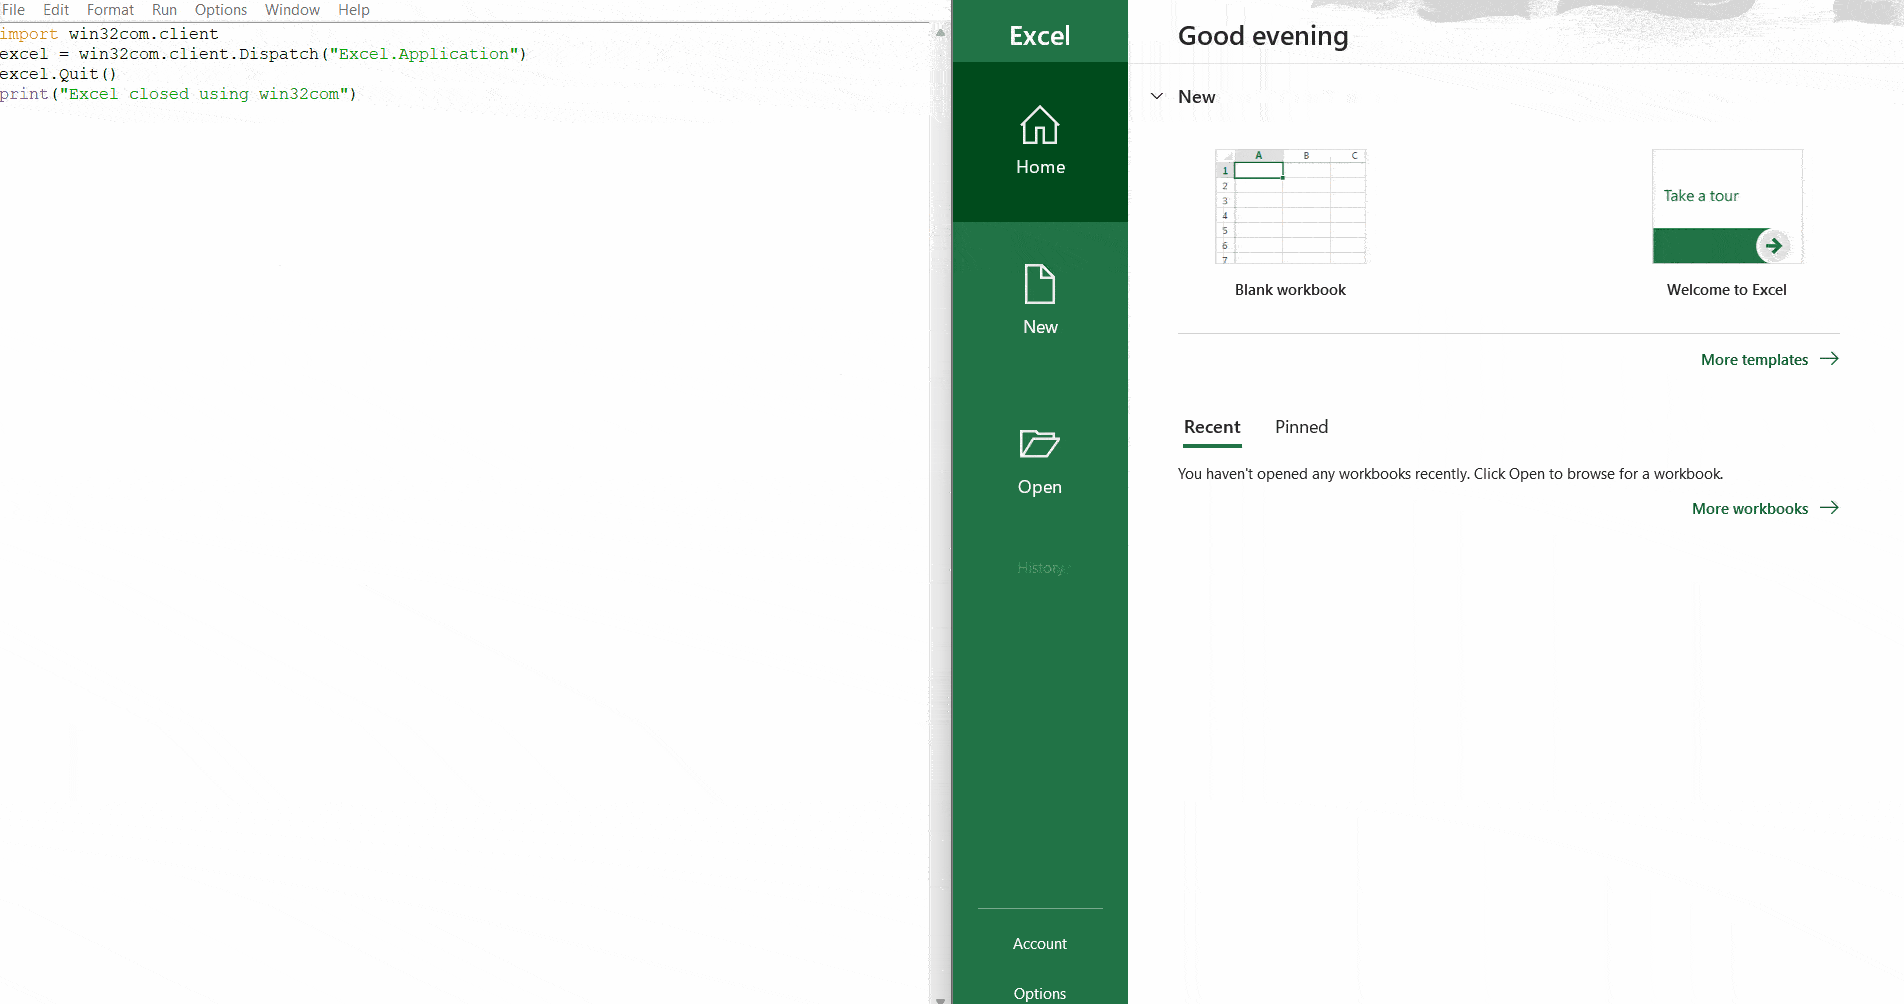 File Edit Format Run Options Window Help
import win32com.client
excel = win32com.client.Dispatch("Excel.Application")
excel.Quit()
print("Excel closed using win32com")
Excel
Home
New
Open
History
Account
Options
Good evening
New
A B C
1
2
3
4
5
6
7
Blank workbook
Take a tour
Welcome to Excel
More templates
Recent Pinned
You haven't opened any workbooks recently. Click Open to browse for a workbook.
More workbooks